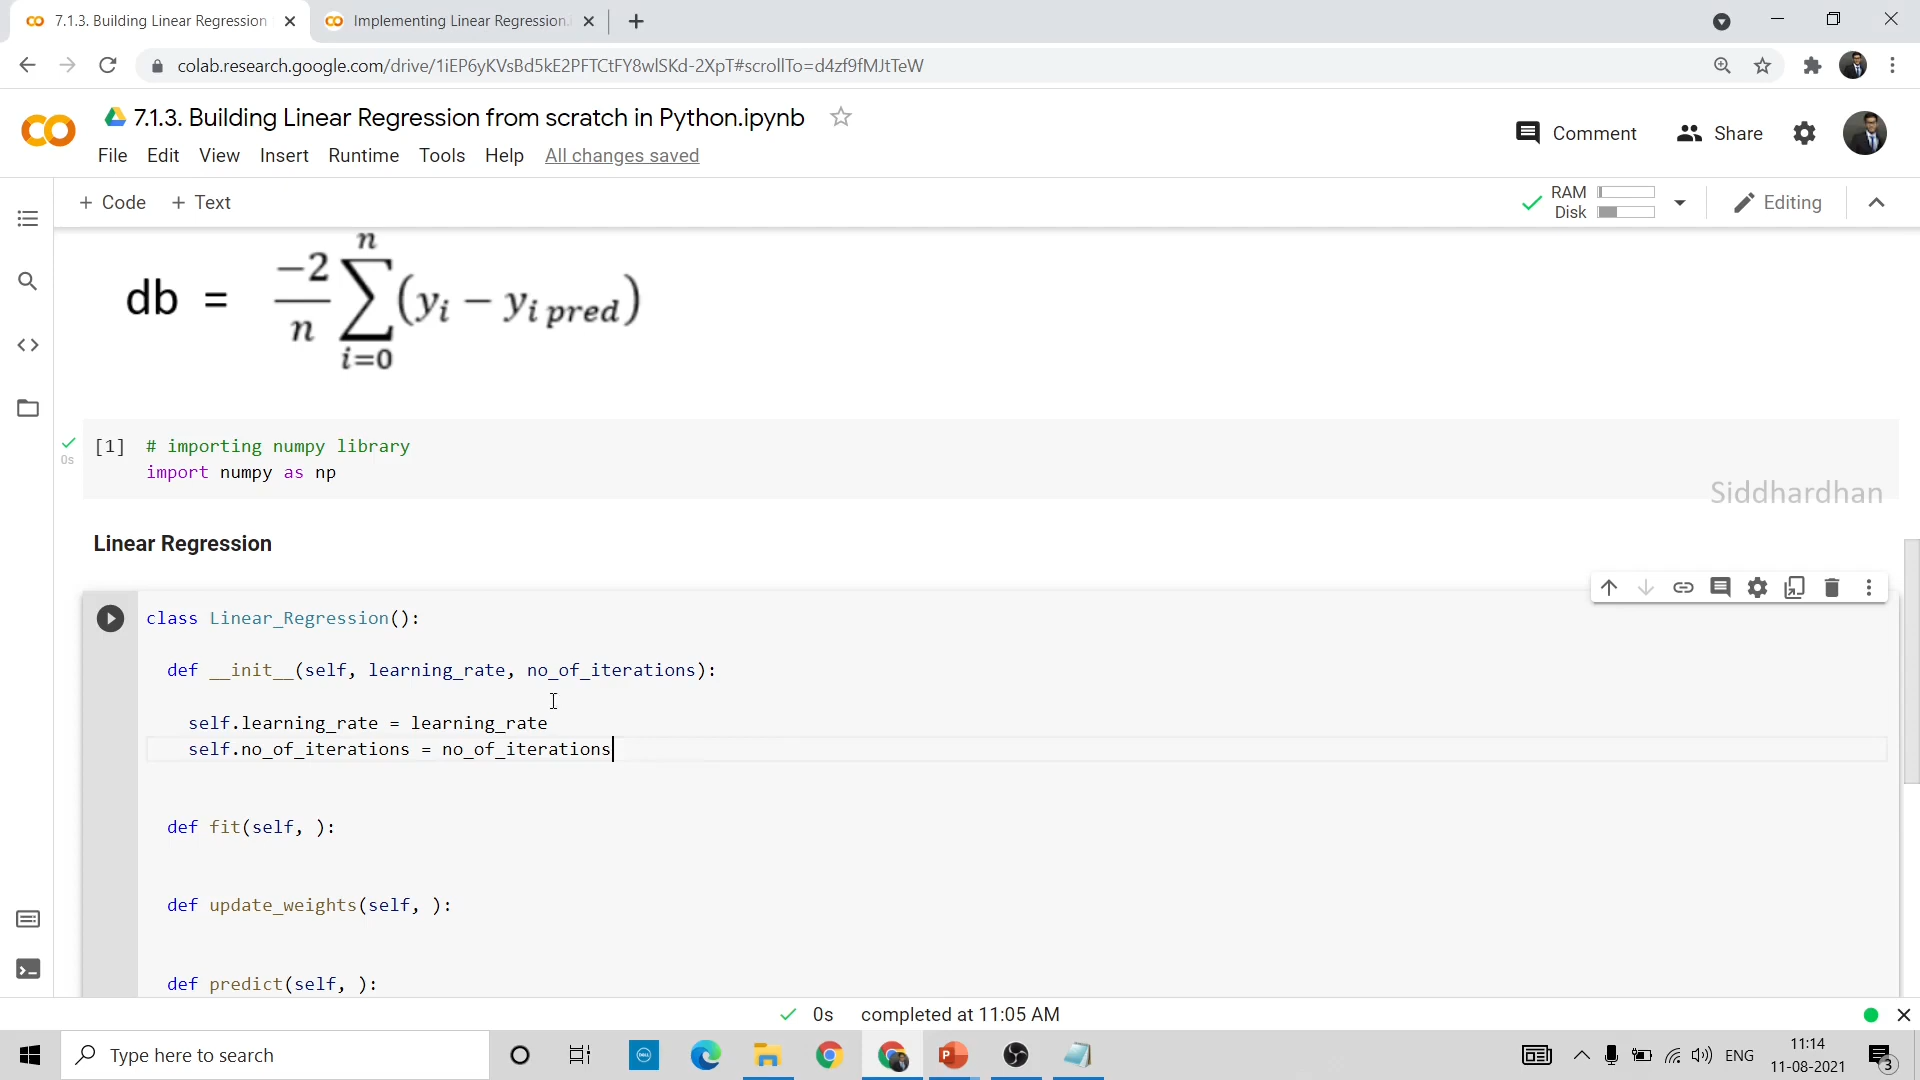 7.1.3. Building Linear Regression
Implementing Linear Regression.
colab.research.google.com/drive/1iEP6yKVsBd5kE2PFTCtFY8wlSKd-2XpT#scrollTo=d4zf9fMJtTeW
7.1.3. Building Linear Regression from scratch in Python.ipynb
File Edit View Insert Runtime Tools Help All changes saved
Comment Share
+ Code + Text
RAM
Disk
Editing
db = -2/n ∑ i=0 n (yi − yi pred)
[1] # importing numpy library
0s
import numpy as np
Siddhardhan
Linear Regression
class Linear_Regression():
def __init__(self, learning_rate, no_of_iterations):
self.learning_rate = learning_rate
self.no_of_iterations = no_of_iterations
def fit(self, ):
def update_weights(self, ):
def predict(self, ):
0s completed at 11:05 AM
Type here to search
DELL
P
ENG
11:14
11-08-2021
3